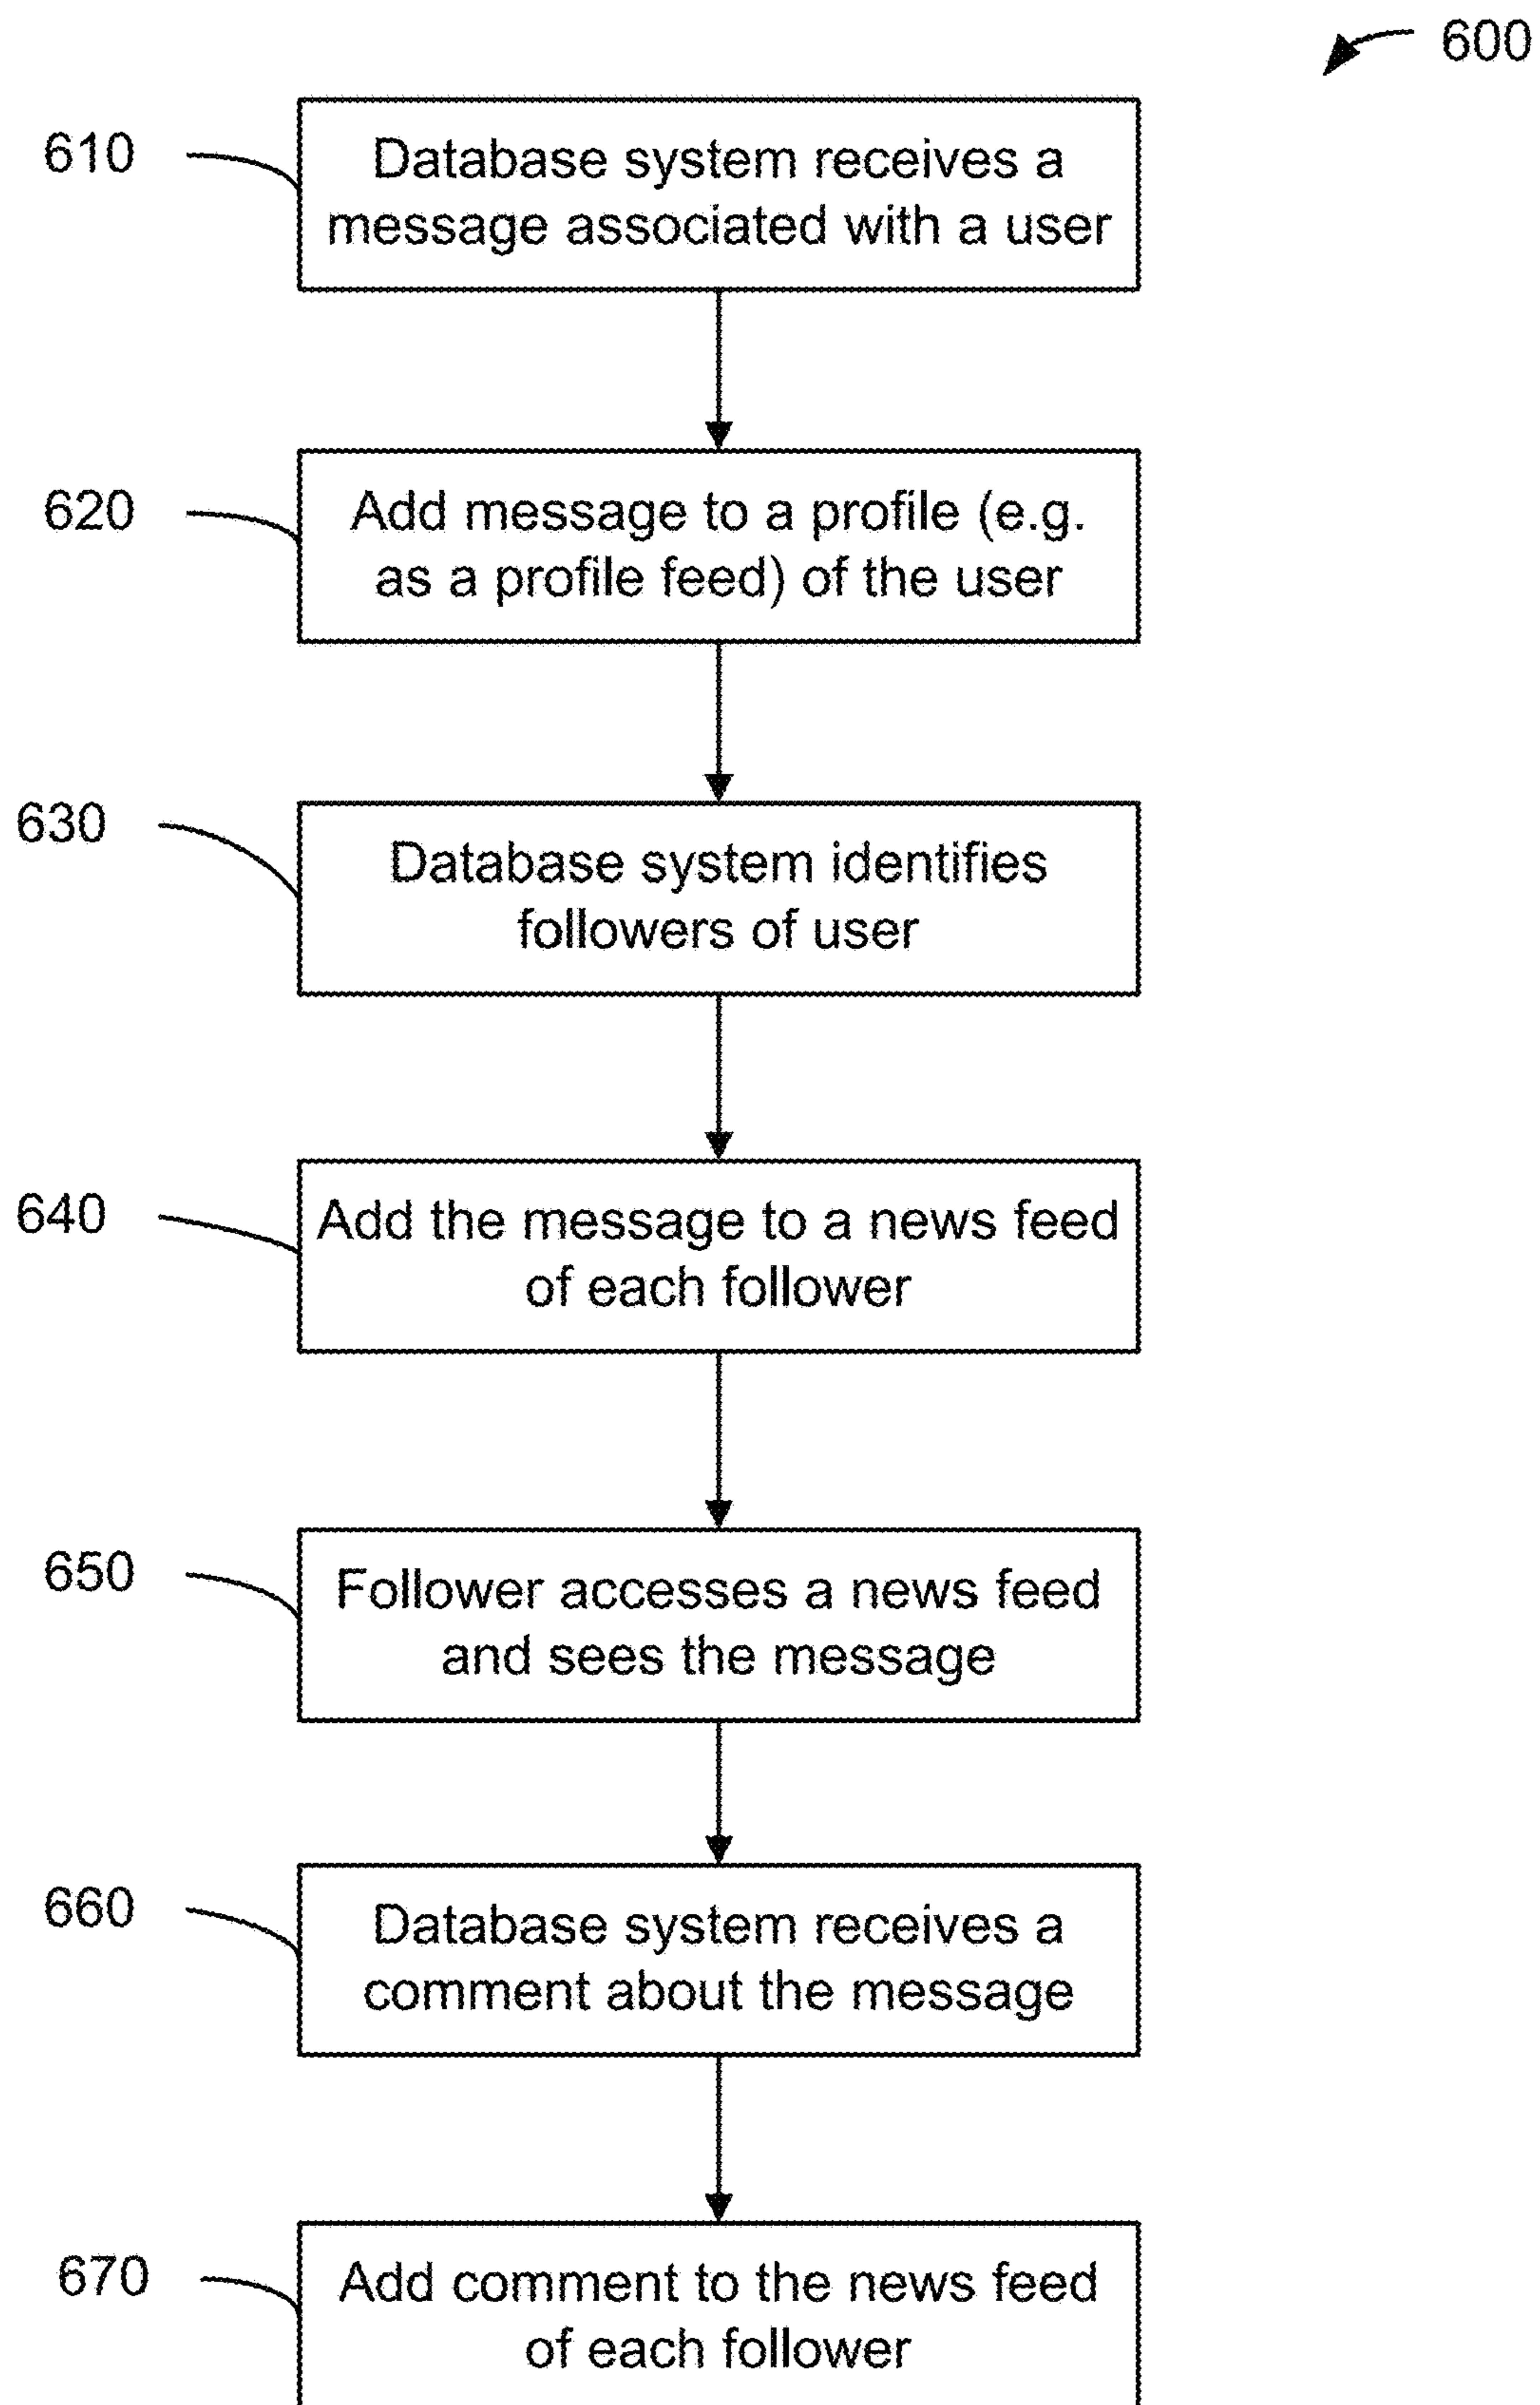 600
610
Database system receives a
message associated with a user
620
Add message to a profile (e.g.
as a profile feed) of the user
630
Database system identifies
followers of user
640
Add the message to a news feed
of each follower
650
Follower accesses a news feed
and sees the message
660
Database system receives a
comment about the message
670
Add comment to the news feed
of each follower